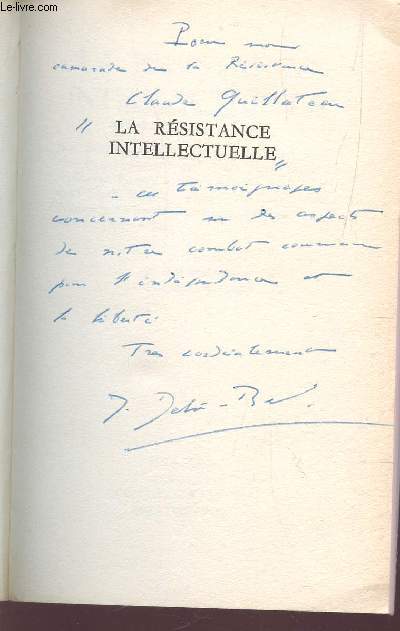 Le-livre.com
Pour mon
camarade de la Résistance
Claude Guillateau
"LA RÉSISTANCE
INTELLECTUELLE"
- ces témoignages
concernant un des aspects
de notre combat commun
pour l'indépendance et
la liberté
Très cordialement
J. Debû-Bridel